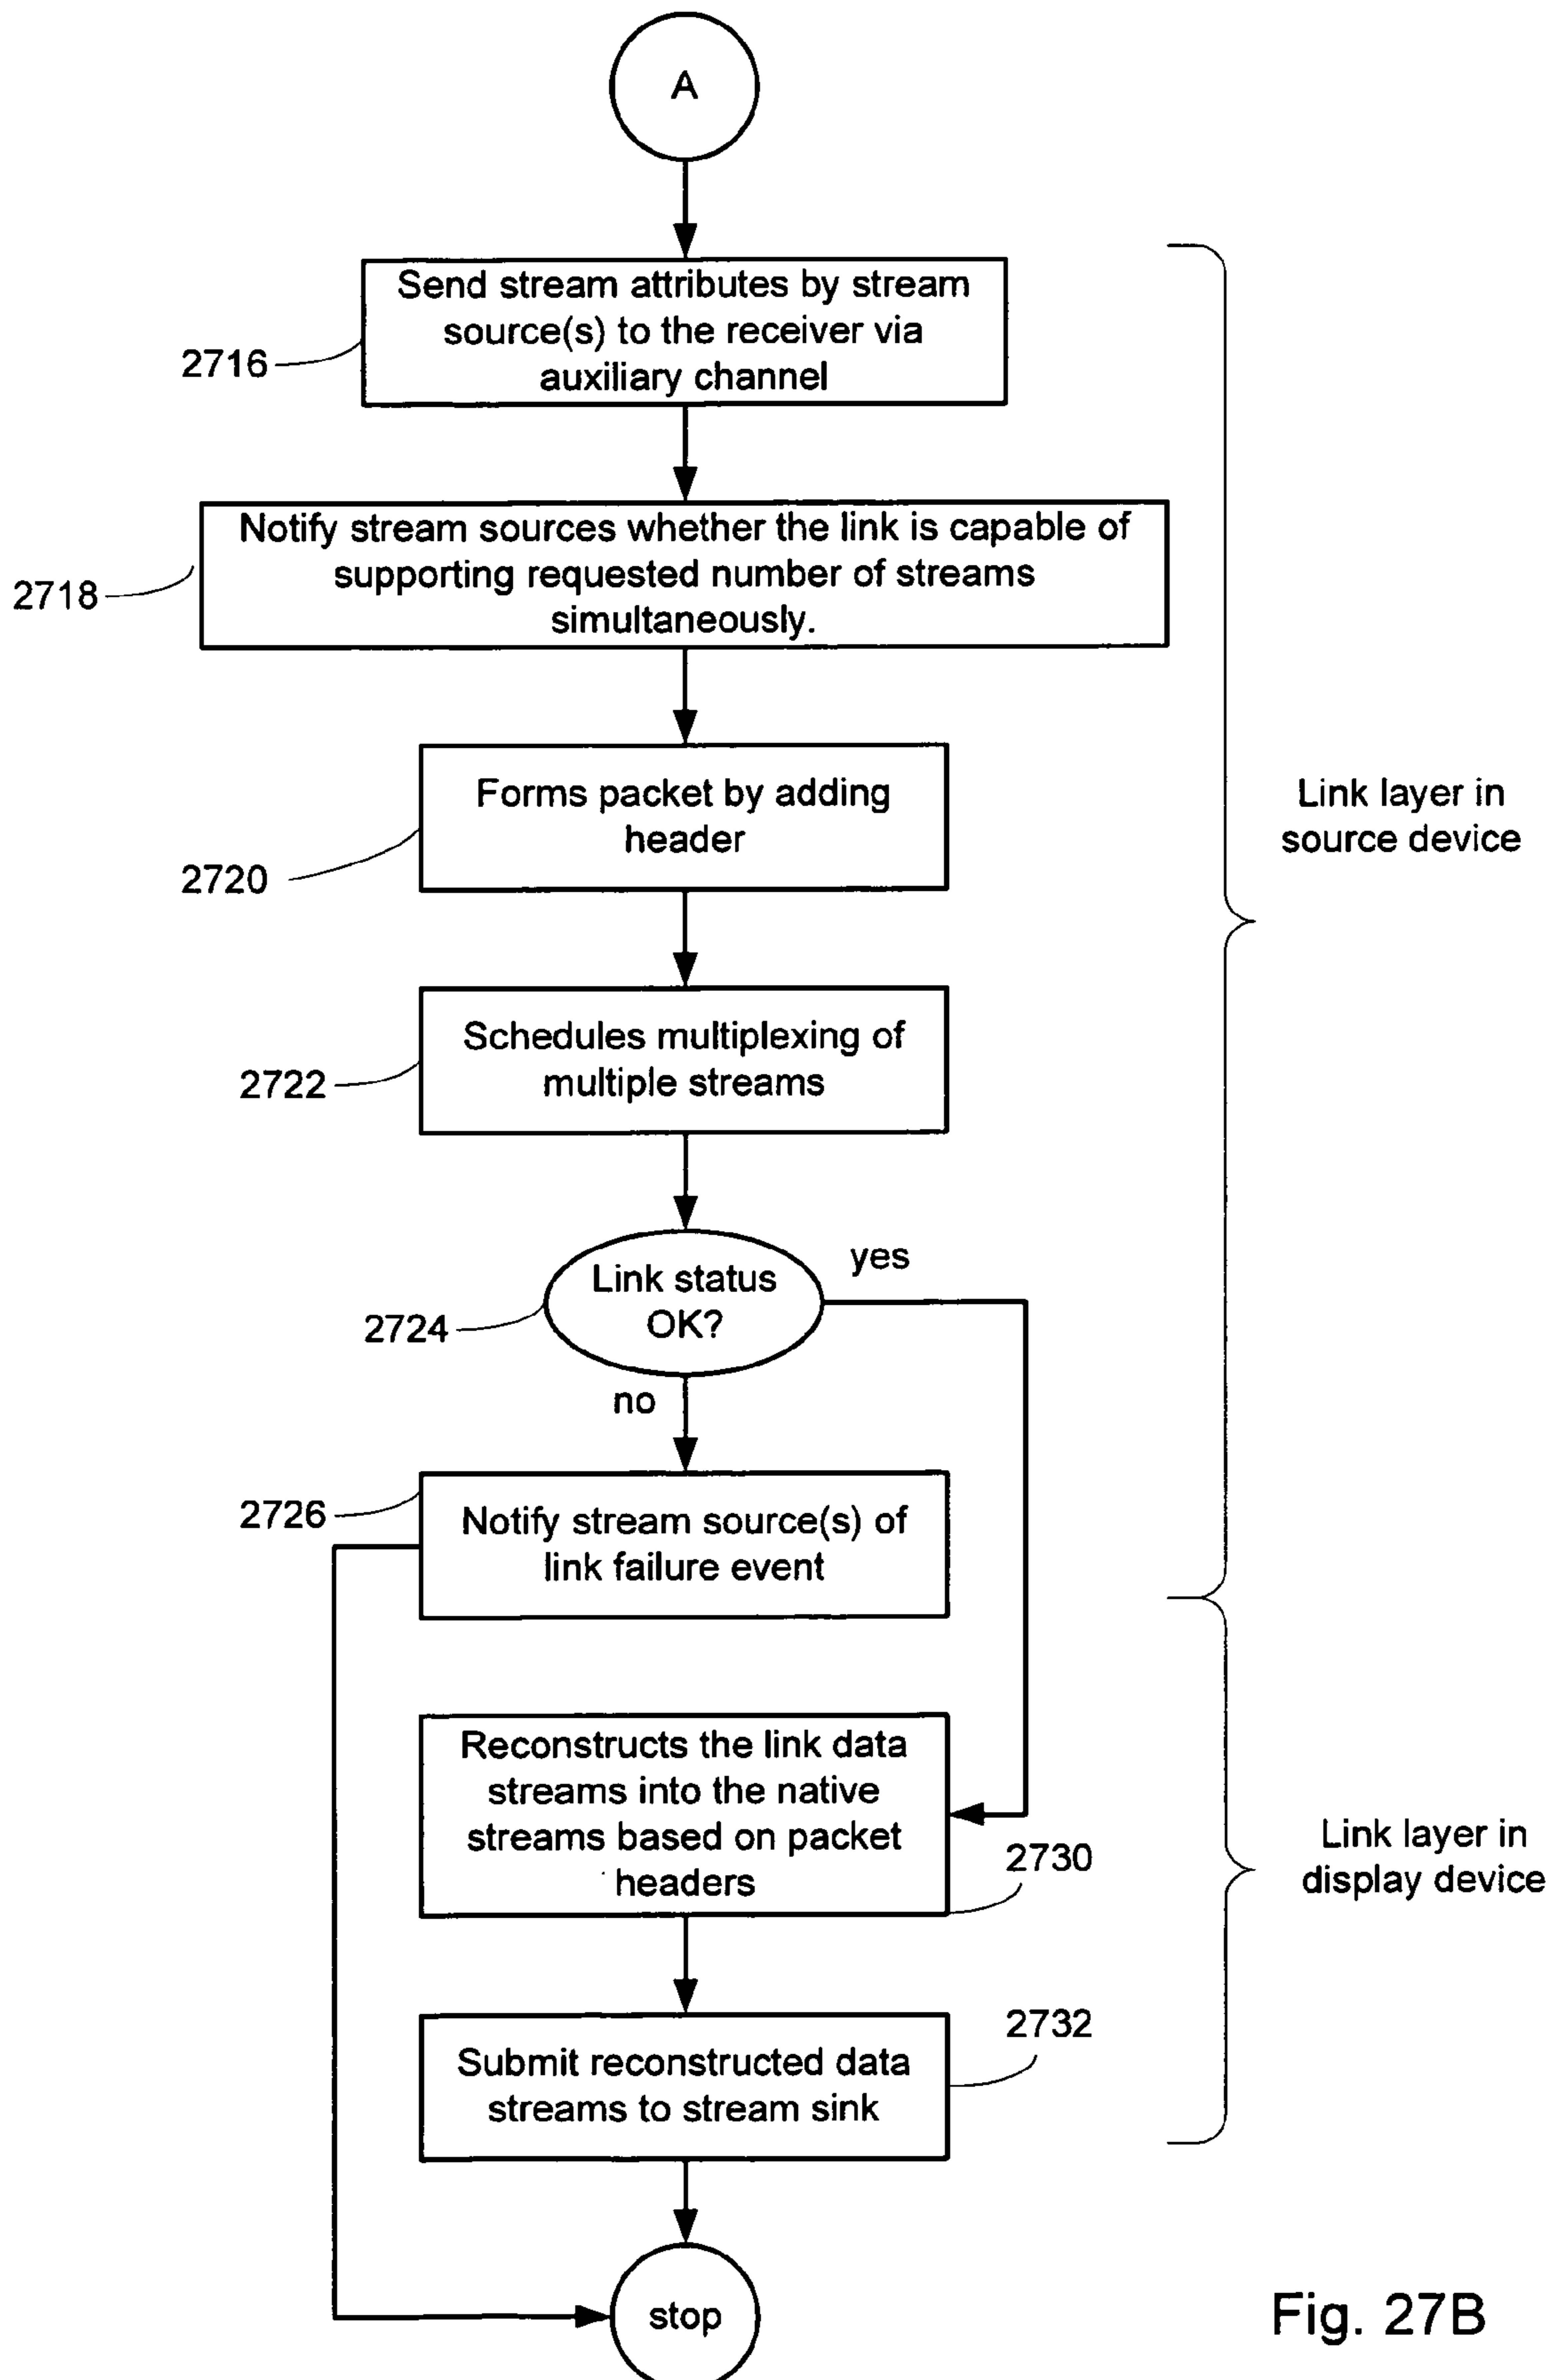 A
Send stream attributes by stream
source(s) to the receiver via
auxiliary channel
2716
Notify stream sources whether the link is capable of
supporting requested number of streams
simultaneously.
2718
Forms packet by adding
header
2720
Link layer in
source device
Schedules multiplexing of
multiple streams
2722
Link status
OK?
2724
yes
no
Notify stream source(s) of
link failure event
2726
Reconstructs the link data
streams into the native
streams based on packet
headers
2730
Link layer in
display device
Submit reconstructed data
streams to stream sink
2732
stop
Fig. 27B